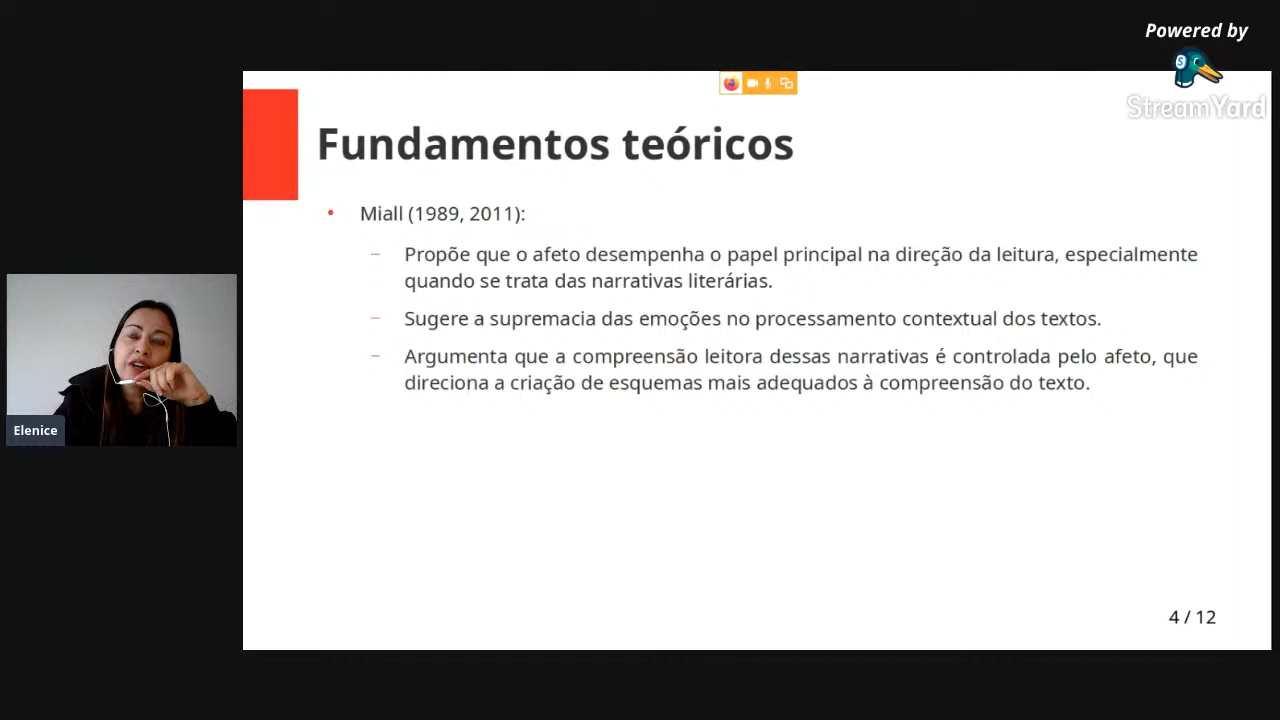 Powered by
StreamYard
Fundamentos teóricos
• Miall (1989, 2011):
– Propõe que o afeto desempenha o papel principal na direção da leitura, especialmente
quando se trata das narrativas literárias.
– Sugere a supremacia das emoções no processamento contextual dos textos.
– Argumenta que a compreensão leitora dessas narrativas é controlada pelo afeto, que
direciona a criação de esquemas mais adequados à compreensão do texto.
Elenice
4 / 12